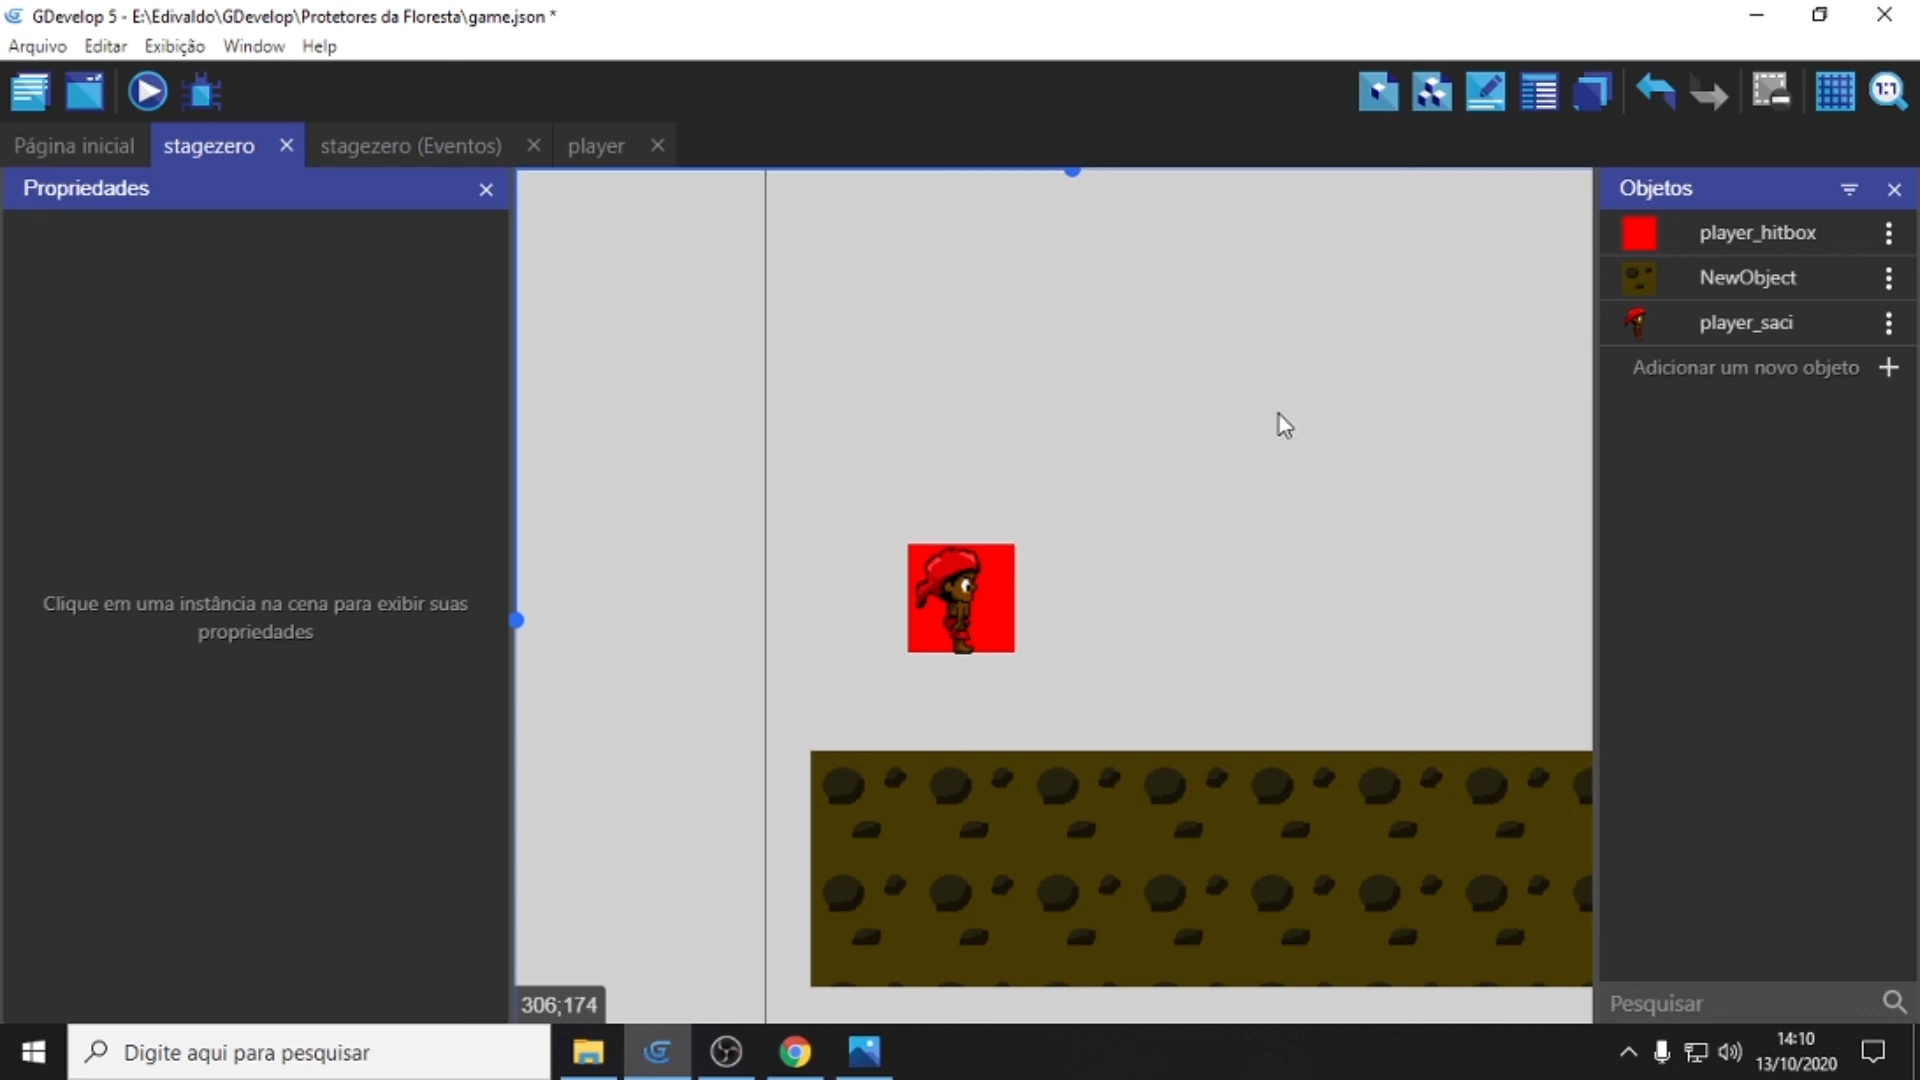 GDevelop 5 - E:\Edivaldo\GDevelop\Protetores da Floresta\game.json *
Arquivo Editar Exibição Window Help
1:1
Página inicial stagezero stagezero (Eventos) player
Propriedades
Objetos
player_hitbox
NewObject
player_saci
Adicionar um novo objeto
Clique em uma instância na cena para exibir suas
propriedades
306;174
Pesquisar
Digite aqui para pesquisar
14:10
13/10/2020